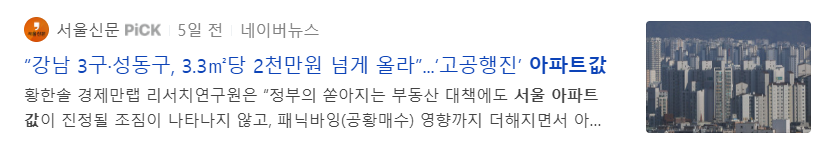 서울신문 PiCK 5일 전 네이버뉴스
“강남 3구·성동구, 3.3㎡당 2천만원 넘게 올라”…‘고공행진’ 아파트값
황한솔 경제만랩 리서치연구원은 “정부의 쏟아지는 부동산 대책에도 서울 아파트
값이 진정될 조짐이 나타나지 않고, 패닉바잉(공황매수) 영향까지 더해지면서 아...